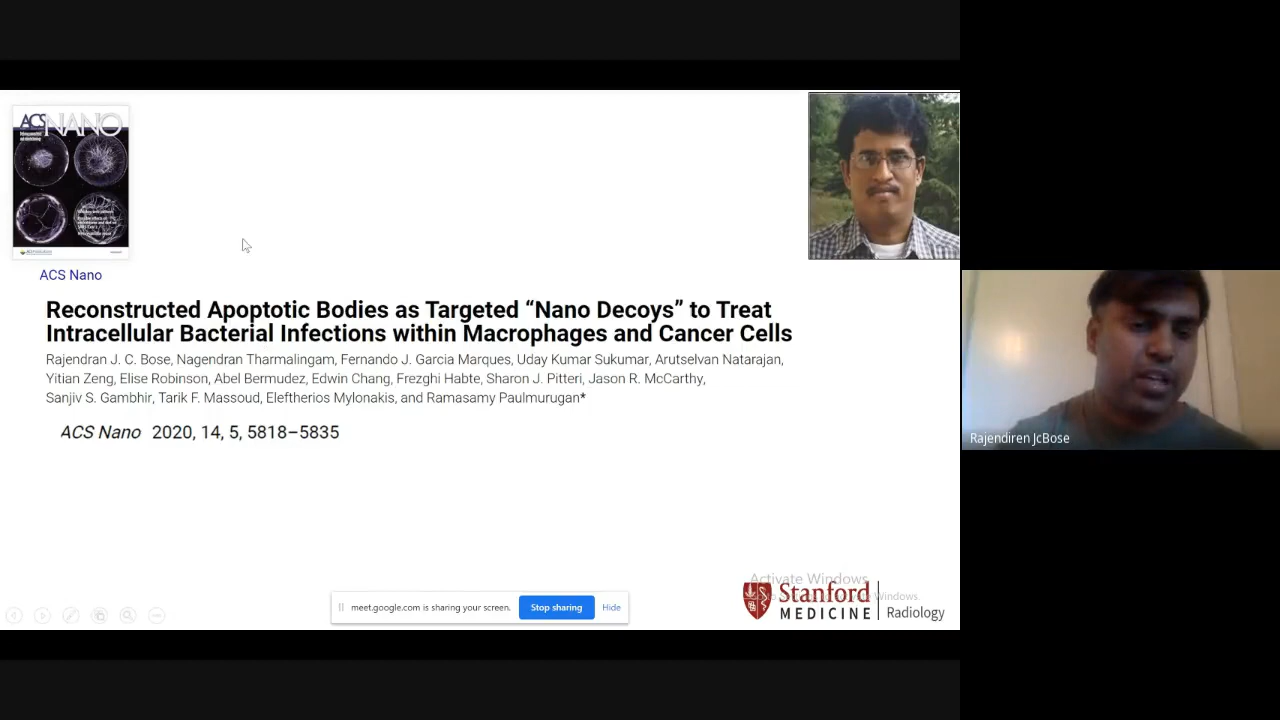 ACS NANO
ACS Nano
Reconstructed Apoptotic Bodies as Targeted “Nano Decoys” to Treat
Intracellular Bacterial Infections within Macrophages and Cancer Cells
Rajendran J. C. Bose, Nagendran Tharmalingam, Fernando J. Garcia Marques, Uday Kumar Sukumar, Arutselvan Natarajan,
Yitian Zeng, Elise Robinson, Abel Bermudez, Edwin Chang, Frezghi Habte, Sharon J. Pitteri, Jason R. McCarthy,
Sanjiv S. Gambhir, Tarik F. Massoud, Eleftherios Mylonakis, and Ramasamy Paulmurugan*
ACS Nano 2020, 14, 5, 5818–5835
Rajendiren JcBose
Activate Windows
Windows.
meet.google.com is sharing your screen. Stop sharing Hide
Stanford
MEDICINE Radiology